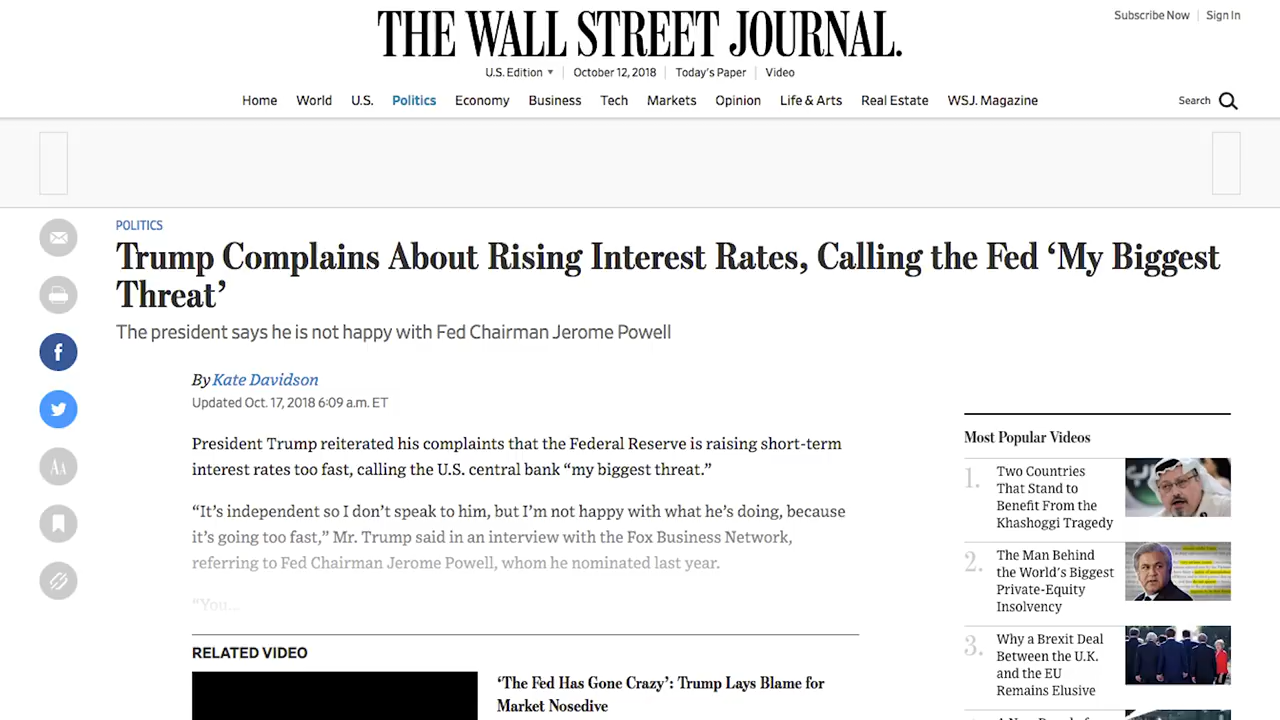 Subscribe Now
Sign In
THE WALL STREET JOURNAL.
U.S. Edition
October 12, 2018
Today's Paper
Video
Home
World
U.S.
Politics
Economy
Business
Tech
Markets
Opinion
Life & Arts
Real Estate
WSJ. Magazine
Search
POLITICS
Trump Complains About Rising Interest Rates, Calling the Fed ‘My Biggest
Threat’
The president says he is not happy with Fed Chairman Jerome Powell
By Kate Davidson
Updated Oct. 17, 2018 6:09 a.m. ET
President Trump reiterated his complaints that the Federal Reserve is raising short-term
interest rates too fast, calling the U.S. central bank “my biggest threat.”
“It’s independent so I don’t speak to him, but I’m not happy with what he’s doing, because
it’s going too fast,” Mr. Trump said in an interview with the Fox Business Network,
referring to Fed Chairman Jerome Powell, whom he nominated last year.
“You...
RELATED VIDEO
‘The Fed Has Gone Crazy’: Trump Lays Blame for
Market Nosedive
f
AA
Most Popular Videos
1.
Two Countries
That Stand to
Benefit From the
Khashoggi Tragedy
2.
The Man Behind
the World's Biggest
Private-Equity
Insolvency
3.
Why a Brexit Deal
Between the U.K.
and the EU
Remains Elusive